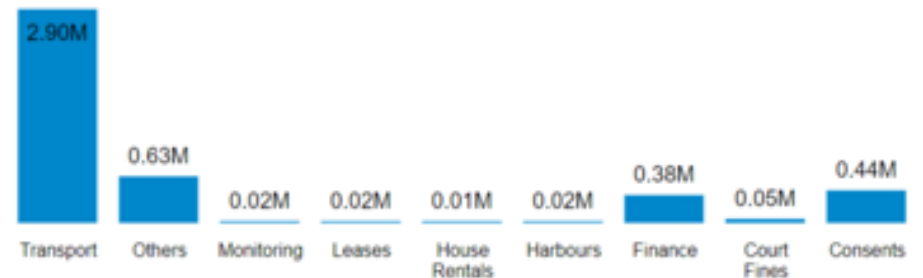 2.90M
0.63M
0.02M
0.02M
0.01M
0.02M
0.38M
0.05M
0.44M
Transport
Others
Monitoring
Leases
House
Rentals
Harbours
Finance
Court
Fines
Consents